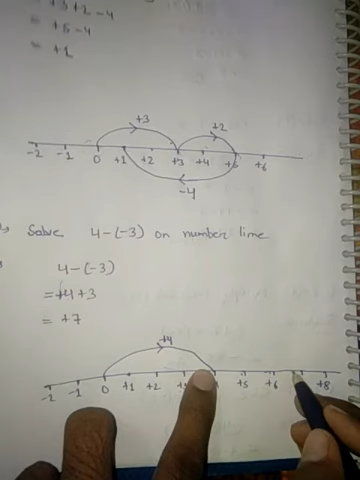 +3 +2 -4
= +5 -4
= +1
+3 +2
-2 -1 0 +1 +2 +3 +4 +6
-4
Solve 4-(-3) on number line
4-(-3)
= +4+3
= +7
+4
-2 -1 0 +1 +2 +5 +6 +8